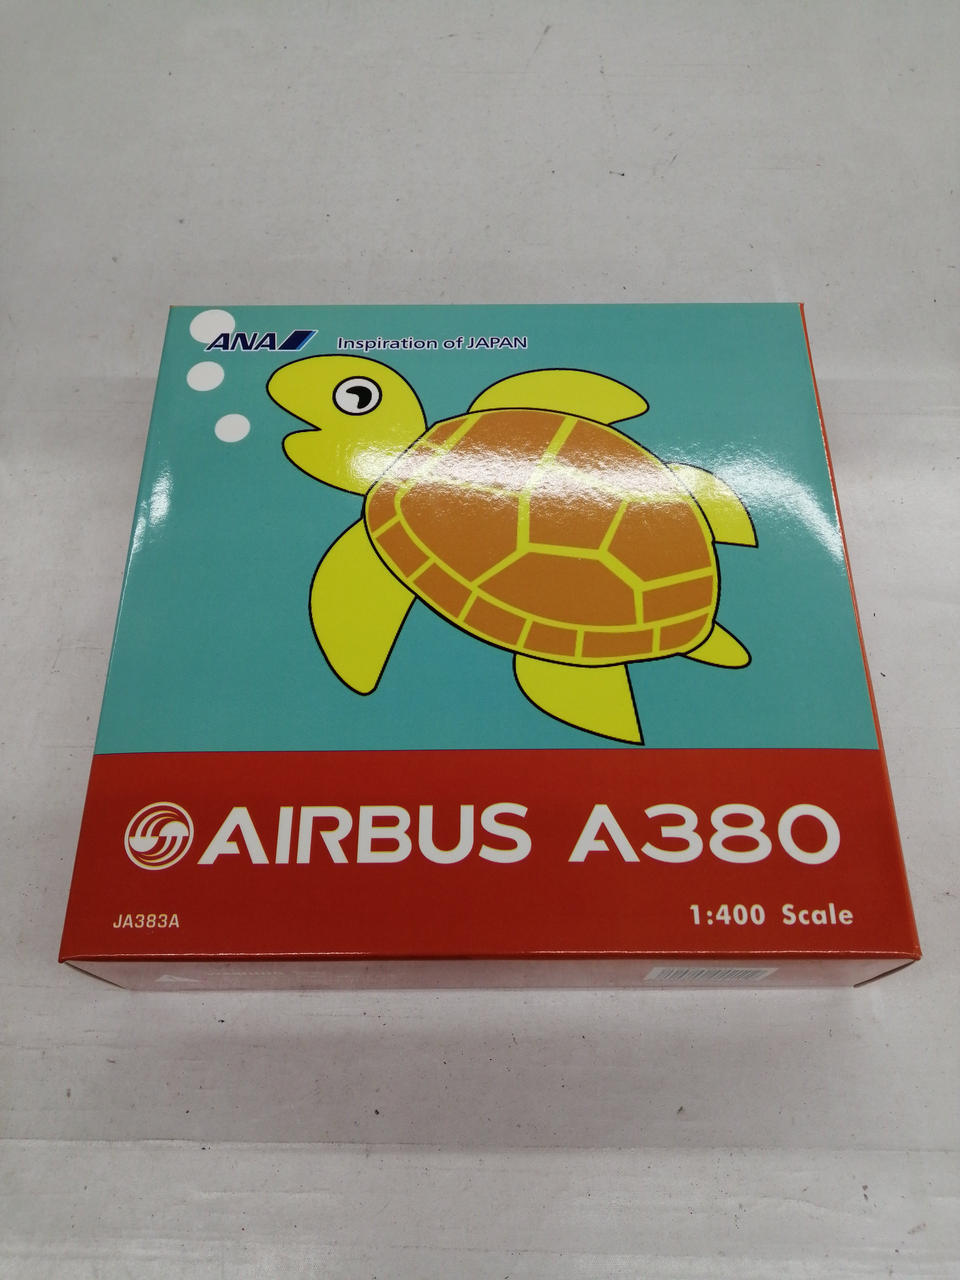 ANA Inspiration of JAPAN
AIRBUS A380
JA383A
1:400 Scale